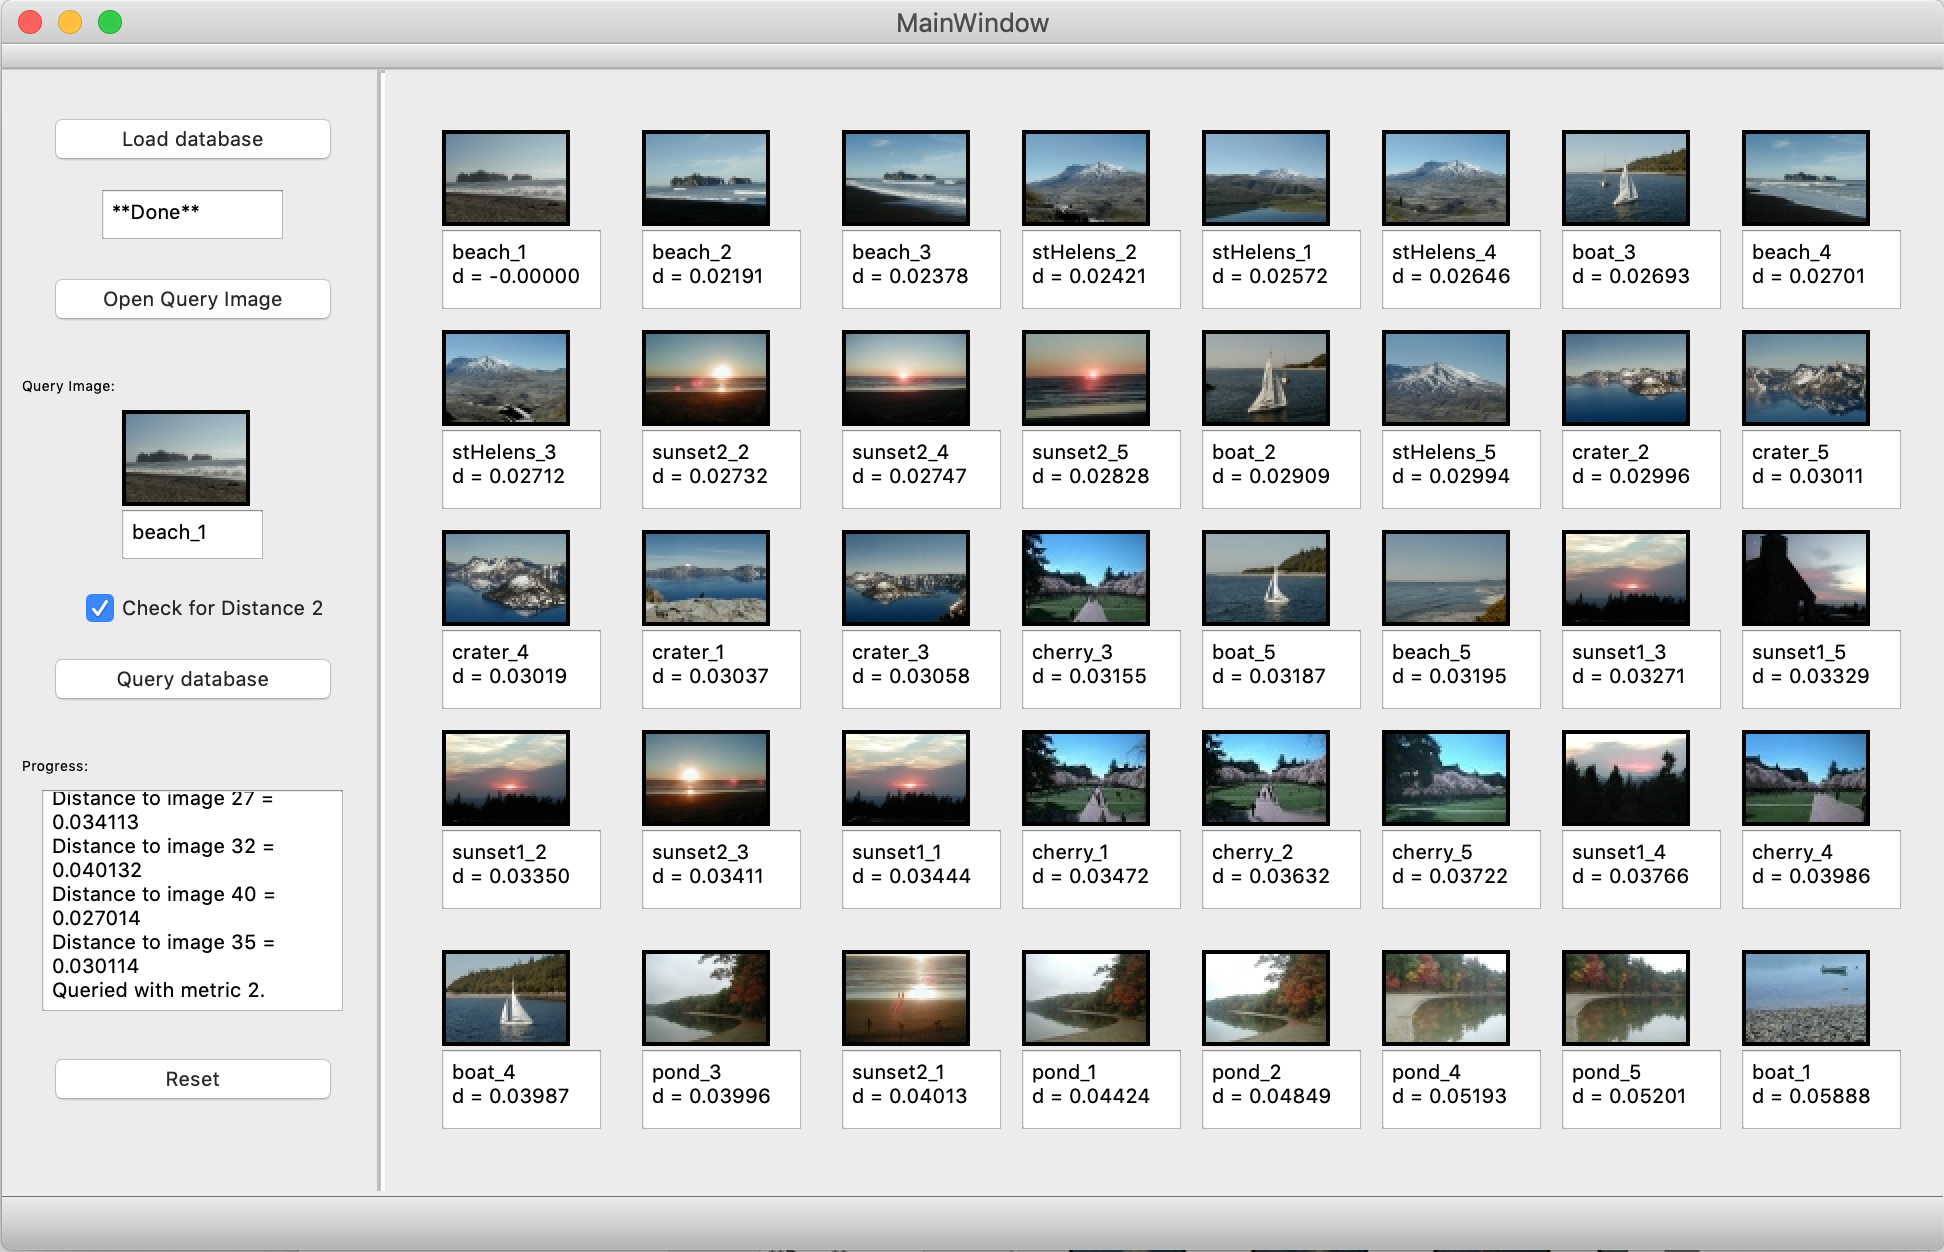 MainWindow
Load database
**Done**
Open Query Image
Query Image:
beach_1
Check for Distance 2
Query database
Progress:
Distance to image 27 =
0.034113
Distance to image 32 =
0.040132
Distance to image 40 =
0.027014
Distance to image 35 =
0.030114
Queried with metric 2.
Reset
beach_1
d = -0.00000
beach_2
d = 0.02191
beach_3
d = 0.02378
stHelens_2
d = 0.02421
stHelens_1
d = 0.02572
stHelens_4
d = 0.02646
boat_3
d = 0.02693
beach_4
d = 0.02701
stHelens_3
d = 0.02712
sunset2_2
d = 0.02732
sunset2_4
d = 0.02747
sunset2_5
d = 0.02828
boat_2
d = 0.02909
stHelens_5
d = 0.02994
crater_2
d = 0.02996
crater_5
d = 0.03011
crater_4
d = 0.03019
crater_1
d = 0.03037
crater_3
d = 0.03058
cherry_3
d = 0.03155
boat_5
d = 0.03187
beach_5
d = 0.03195
sunset1_3
d = 0.03271
sunset1_5
d = 0.03329
sunset1_2
d = 0.03350
sunset2_3
d = 0.03411
sunset1_1
d = 0.03444
cherry_1
d = 0.03472
cherry_2
d = 0.03632
cherry_5
d = 0.03722
sunset1_4
d = 0.03766
cherry_4
d = 0.03986
boat_4
d = 0.03987
pond_3
d = 0.03996
sunset2_1
d = 0.04013
pond_1
d = 0.04424
pond_2
d = 0.04849
pond_4
d = 0.05193
pond_5
d = 0.05201
boat_1
d = 0.05888